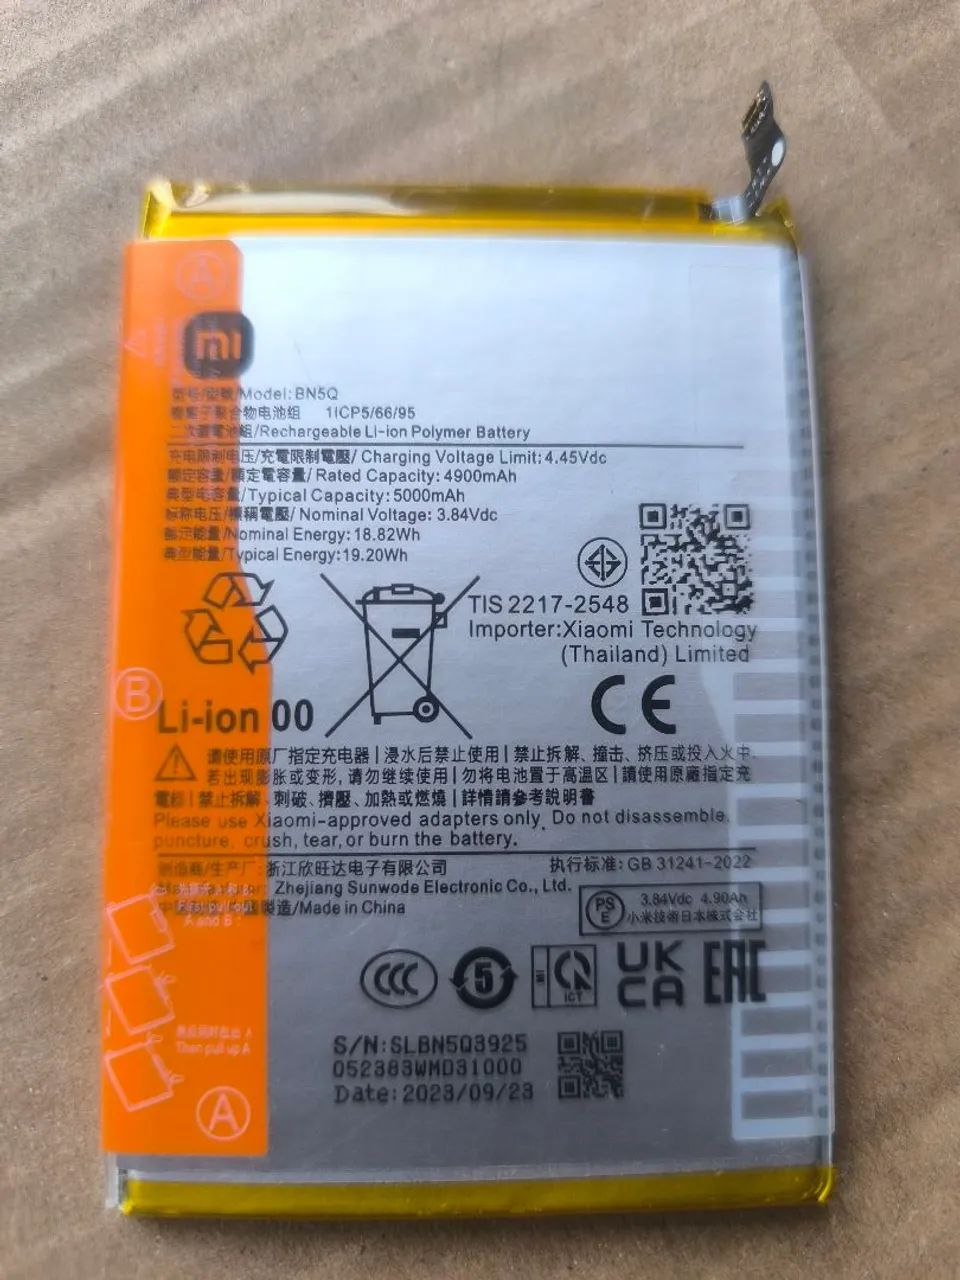 A
mi
型号/型號/Model: BN5Q
锂离子聚合物电池组 1ICP5/66/95
二次鋰電池組/Rechargeable Li-ion Polymer Battery
充电限制电压/充電限制電壓/ Charging Voltage Limit: 4.45Vdc
额定容量/額定電容量/ Rated Capacity: 4900mAh
典型电容量/Typical Capacity: 5000mAh
标称电压/標稱電壓/ Nominal Voltage: 3.84Vdc
額定能量/Nominal Energy: 18.82Wh
典型能量/Typical Energy: 19.20Wh
TIS 2217-2548
Importer:Xiaomi Technology
(Thailand) Limited
B
Li-ion 00
CE
请使用原厂指定充电器 | 浸水后禁止使用 | 禁止拆解、撞击、挤压或投入火中,
若出现膨胀或变形, 请勿继续使用 | 勿将电池置于高温区 | 請使用原廠指定充
電器 | 禁止拆解、刺破、擠壓、加熱或燃燒 | 詳情請參考說明書
Please use Xiaomi-approved adapters only. Do not disassemble,
puncture, crush, tear, or burn the battery.
制造商/生产厂: 浙江欣旺达电子有限公司 执行标准: GB 31241-2022
Zhejiang Sunwode Electronic Co., Ltd.
製造/Made in China
PS E 3.84Vdc 4.90Ah
小米技術日本株式会社
First pull out
A and B
CCC 5 ICT UK CA EAC
Then pull up A
S/N: SLBN5Q3925
052383WMD31000
Date: 2023/09/23
A